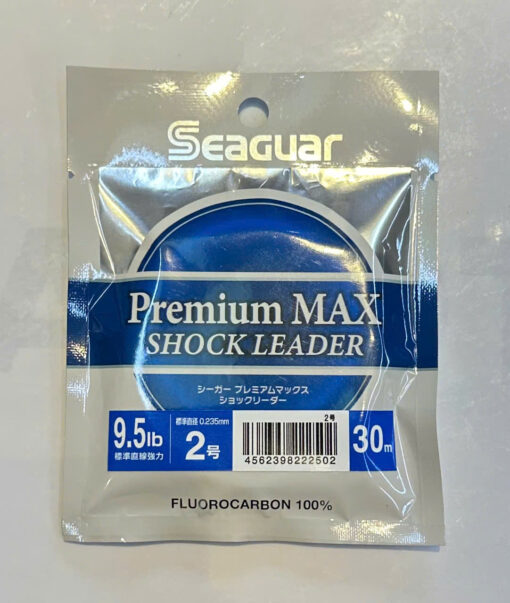 Seaguar
Premium MAX
SHOCK LEADER
シーガー プレミアムマックス
ショックリーダー
9.5lb
標準直線強力
標準直径 0.235mm
2号
2号
4562398222502
30m
FLUOROCARBON 100%